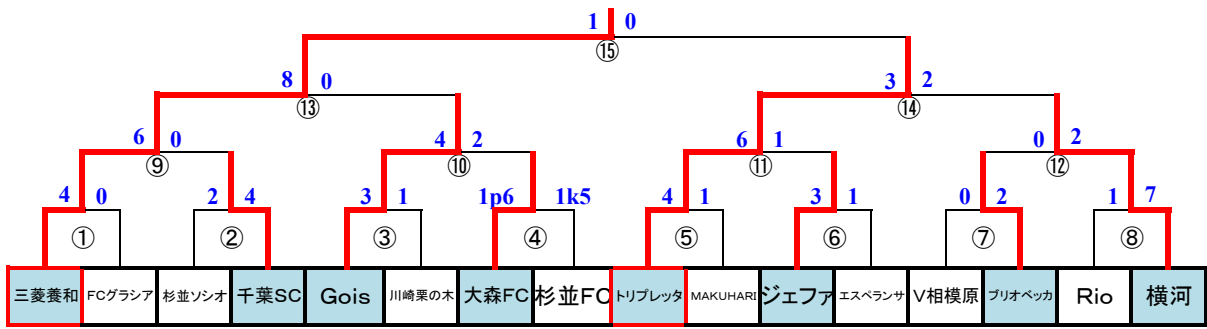 1 0
⑮
8 0 3 2
⑬ ⑭
6 0 4 2 6 1 0 2
⑨ ⑩ ⑪ ⑫
4 0 2 4 3 1 1p6 1k5 4 1 3 1 0 2 1 7
① ② ③ ④ ⑤ ⑥ ⑦ ⑧
三菱養和 FCグラシア 杉並ソシオ 千葉SC Gois 川崎栗の木 大森FC 杉並FC トリプレッタ MAKUHARI ジェファ エスペランサ V相模原 ブリオベッカ Rio 横河